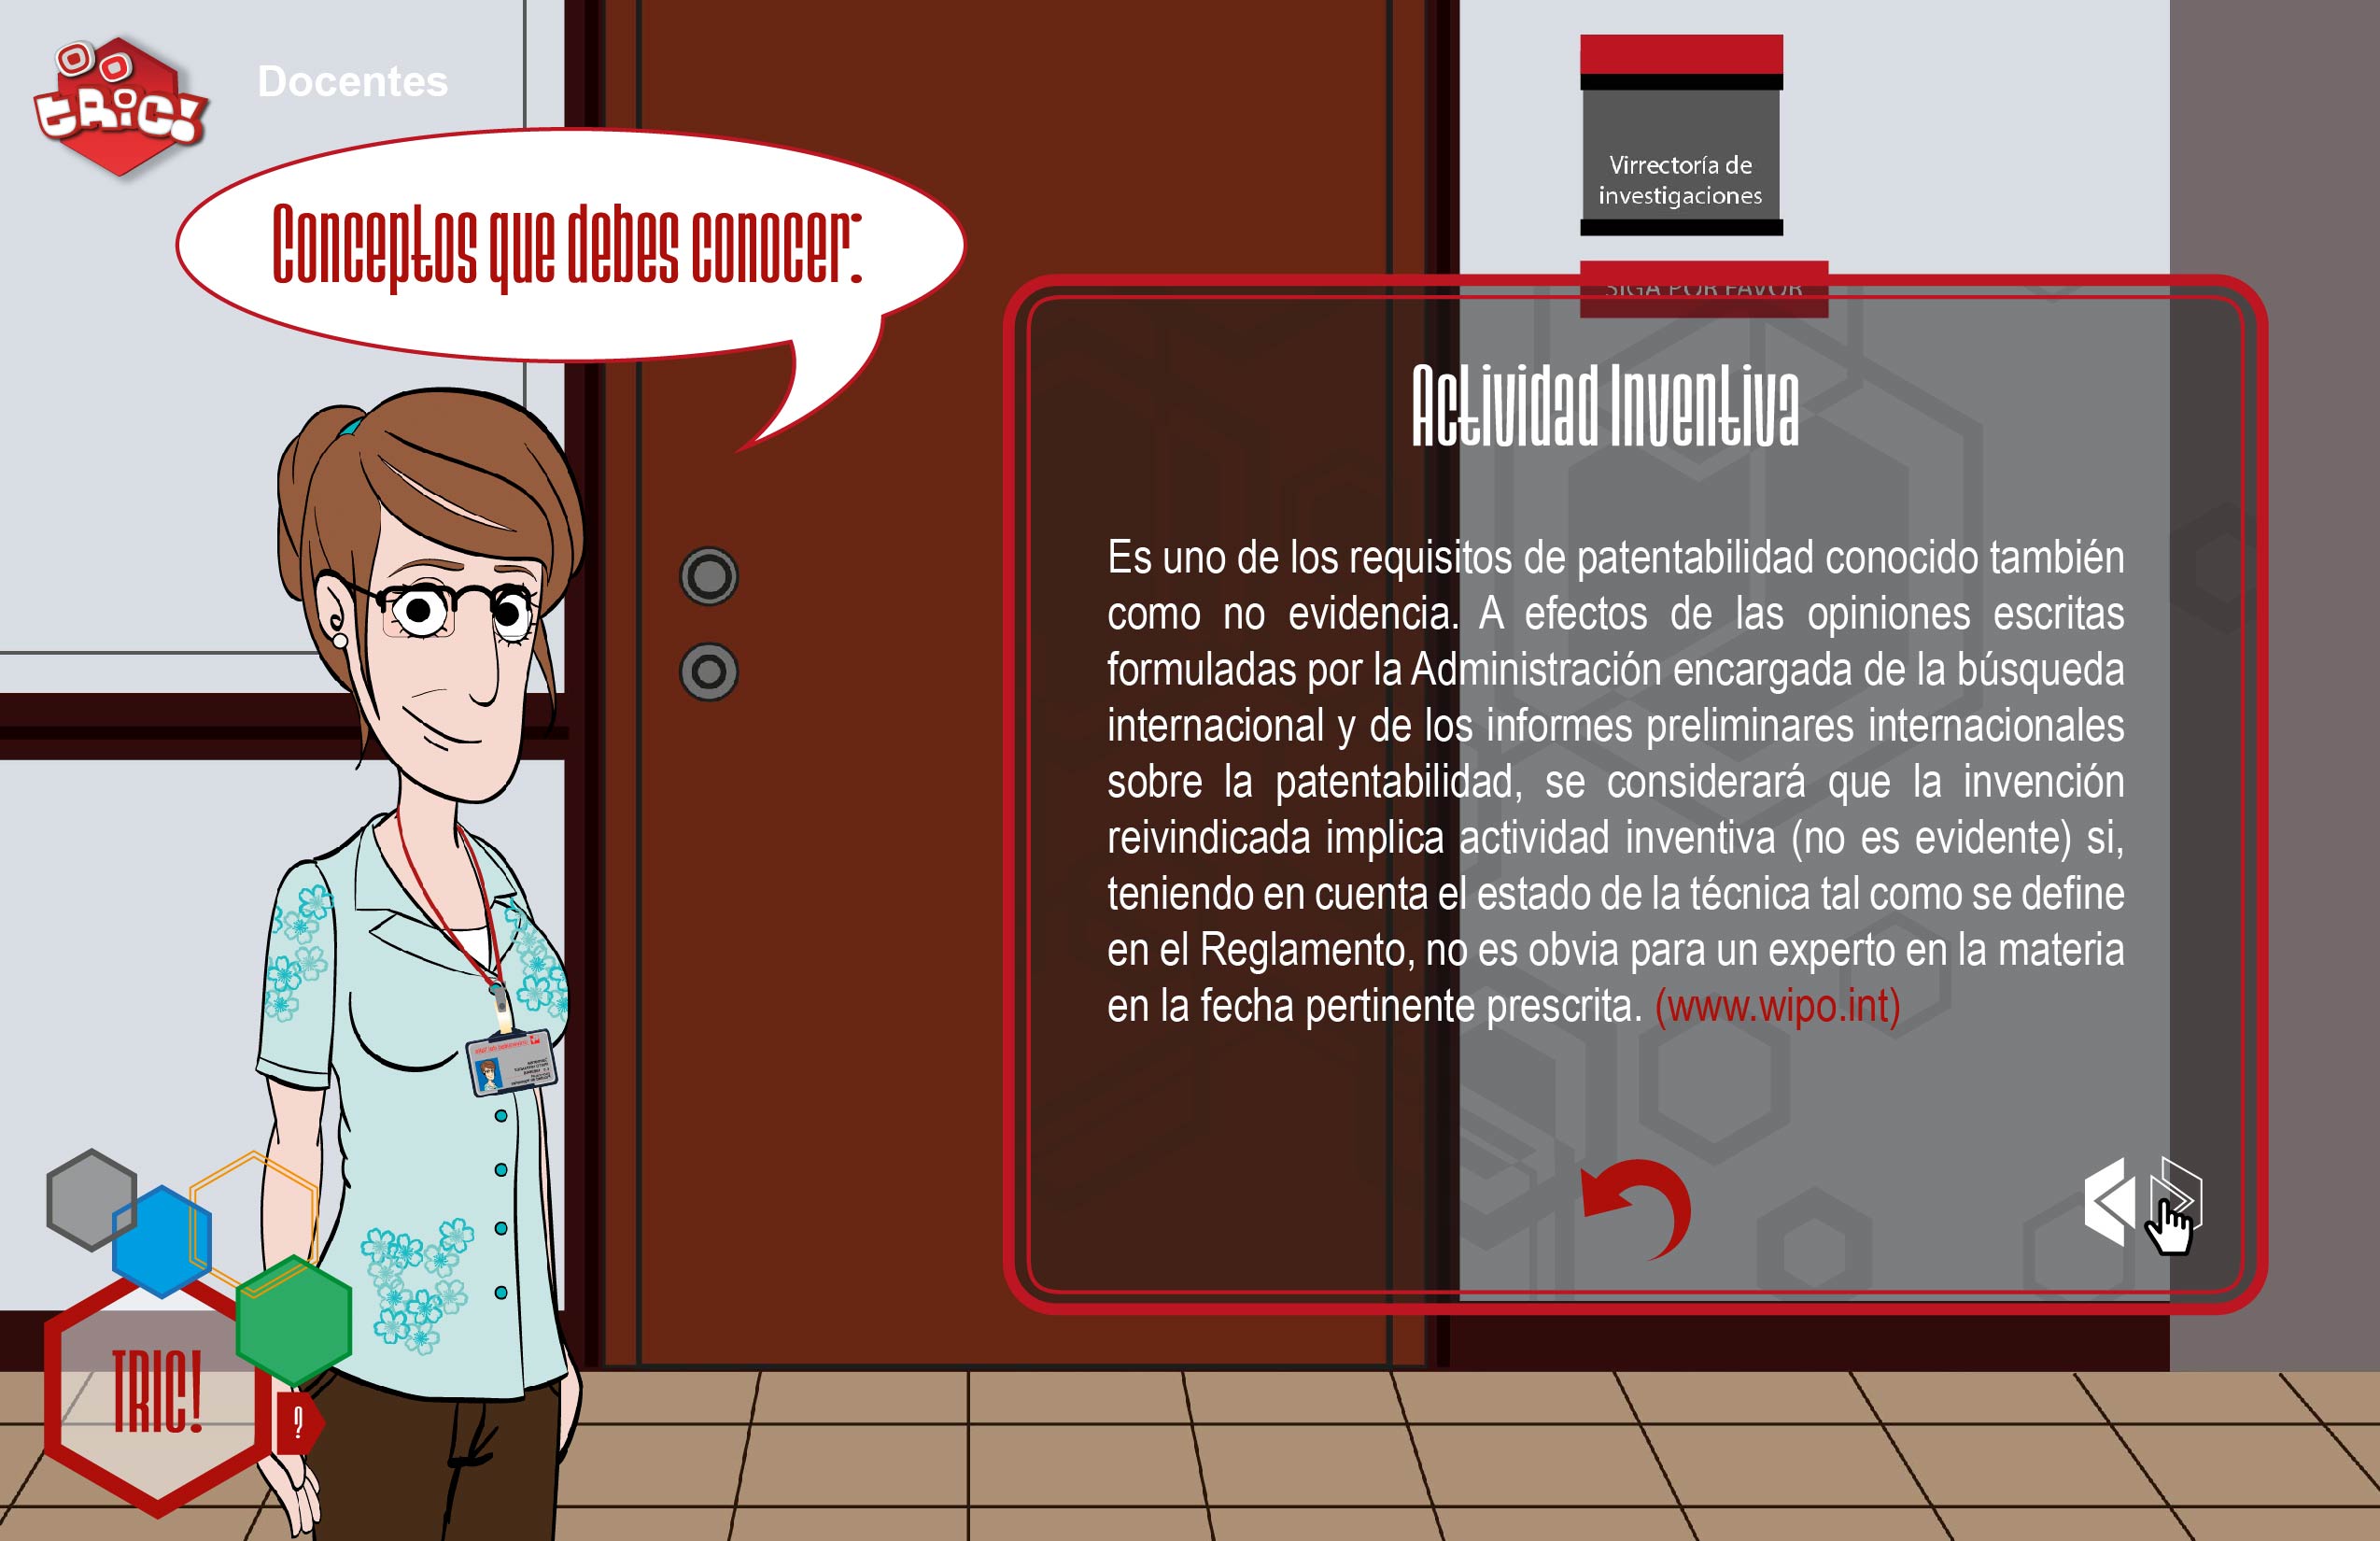 TRIC!
Docentes
Conceptos que debes conocer:
Virrectoría de
investigaciones
SIGA POR FAVOR
Actividad Inventiva
Es uno de los requisitos de patentabilidad conocido también
como no evidencia. A efectos de las opiniones escritas
formuladas por la Administración encargada de la búsqueda
internacional y de los informes preliminares internacionales
sobre la patentabilidad, se considerará que la invención
reivindicada implica actividad inventiva (no es evidente) si,
teniendo en cuenta el estado de la técnica tal como se define
en el Reglamento, no es obvia para un experto en la materia
en la fecha pertinente prescrita. (www.wipo.int)
TRIC!
?